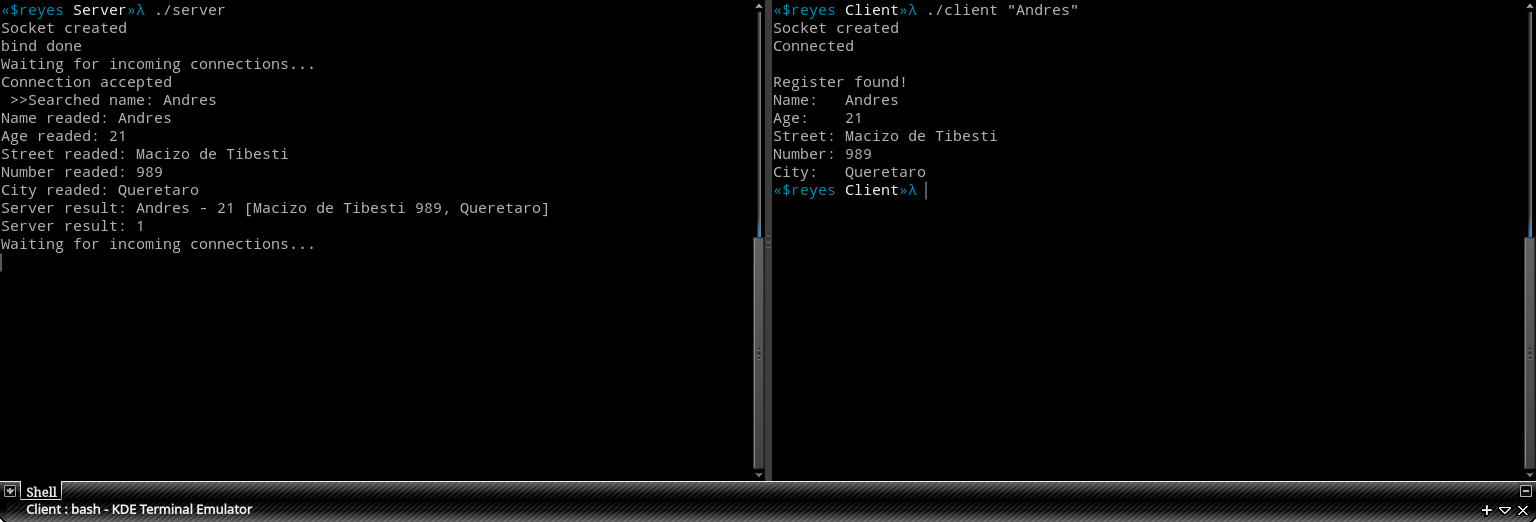 «$reyes Server»λ ./server
Socket created
bind done
Waiting for incoming connections...
Connection accepted
 >>Searched name: Andres
Name readed: Andres
Age readed: 21
Street readed: Macizo de Tibesti
Number readed: 989
City readed: Queretaro
Server result: Andres - 21 [Macizo de Tibesti 989, Queretaro]
Server result: 1
Waiting for incoming connections...
«$reyes Client»λ ./client "Andres"
Socket created
Connected
Register found!
Name:   Andres
Age:    21
Street: Macizo de Tibesti
Number: 989
City:   Queretaro
«$reyes Client»λ
Shell
Client : bash - KDE Terminal Emulator